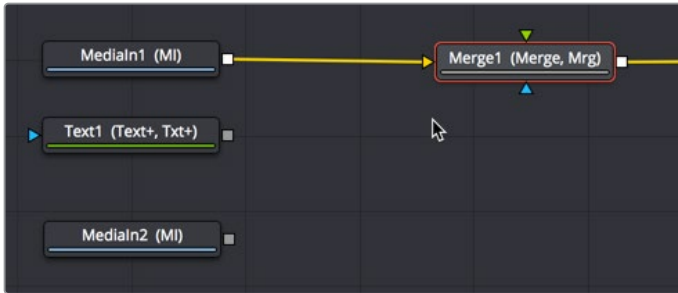 MediaIn1 (MI)
Merge1 (Merge, Mrg)
Text1 (Text+, Txt+)
MediaIn2 (MI)